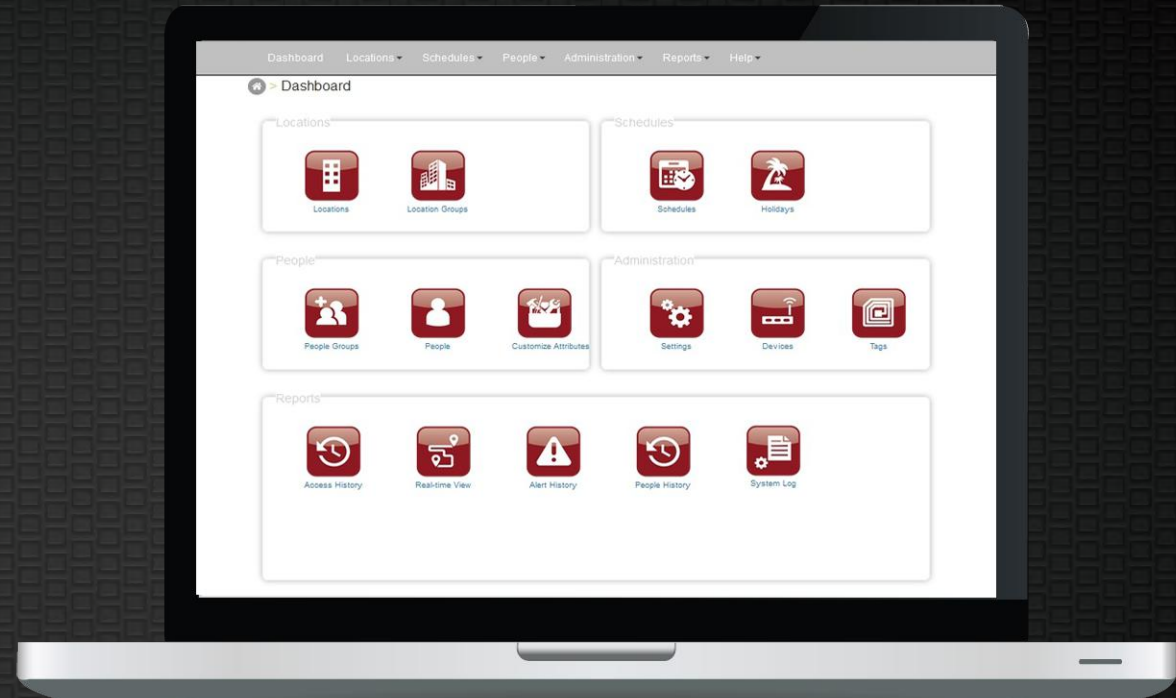 Dashboard Locations Schedules People Administration Reports Help
> Dashboard
Locations
Locations Location Groups
Schedules
Schedules Holidays
People
People Groups People Customize Attributes
Administration
Settings Devices Tags
Reports
Access History Real-time View Alert History People History System Log